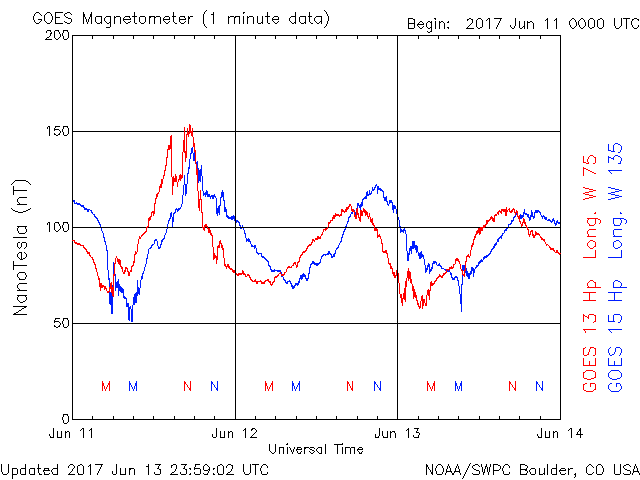 GOES Magnetometer (1 minute data)
Begin: 2017 Jun 11 0000 UTC
200
150
100
50
0
NanoTesla (nT)
M M N N M M N N M M N N
Jun 11 Jun 12 Jun 13 Jun 14
Universal Time
GOES 13 Hp Long. W 75
GOES 15 Hp Long. W 135
Updated 2017 Jun 13 23:59:02 UTC
NOAA/SWPC Boulder, CO USA